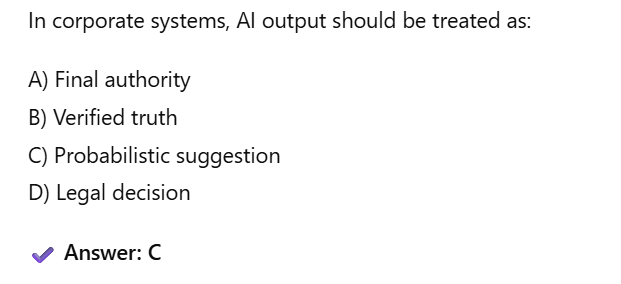 In corporate systems, AI output should be treated as:
A) Final authority
B) Verified truth
C) Probabilistic suggestion
D) Legal decision
✔ Answer: C